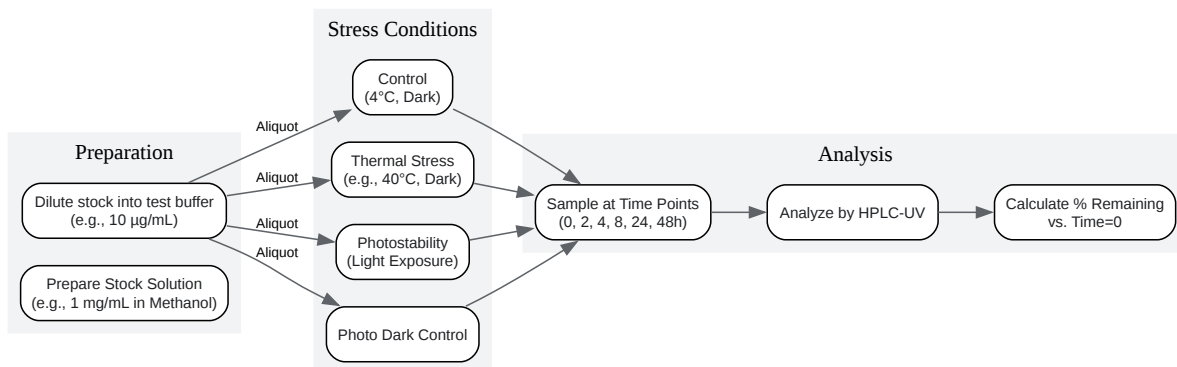 Stress Conditions
Control
(4°C, Dark)
Aliquot
Preparation
Thermal Stress
(e.g., 40°C, Dark)
Analysis
Aliquot
Dilute stock into test buffer
(e.g., 10 µg/mL)
Sample at Time Points
(0, 2, 4, 8, 24, 48h)
Analyze by HPLC-UV
Calculate % Remaining
vs. Time=0
Aliquot
Photostability
(Light Exposure)
Aliquot
Prepare Stock Solution
(e.g., 1 mg/mL in Methanol)
Photo Dark Control